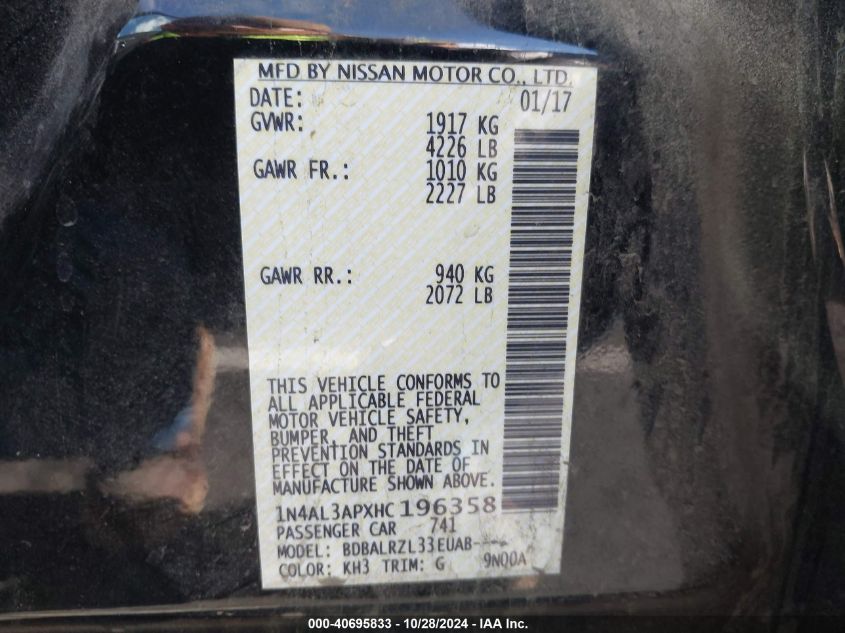 MFD BY NISSAN MOTOR CO., LTD.
DATE: 01/17
GVWR: 1917 KG
4226 LB
GAWR FR.: 1010 KG
2227 LB
GAWR RR.: 940 KG
2072 LB
THIS VEHICLE CONFORMS TO
ALL APPLICABLE FEDERAL
MOTOR VEHICLE SAFETY,
BUMPER, AND THEFT
PREVENTION STANDARDS IN
EFFECT ON THE DATE OF
MANUFACTURE SHOWN ABOVE.
1N4AL3APXHC196358
PASSENGER CAR 741
MODEL: BDBALRZL33EUAB----
COLOR: KH3 TRIM: G 9NQ0A
000-40695833 - 10/28/2024 - IAA Inc.